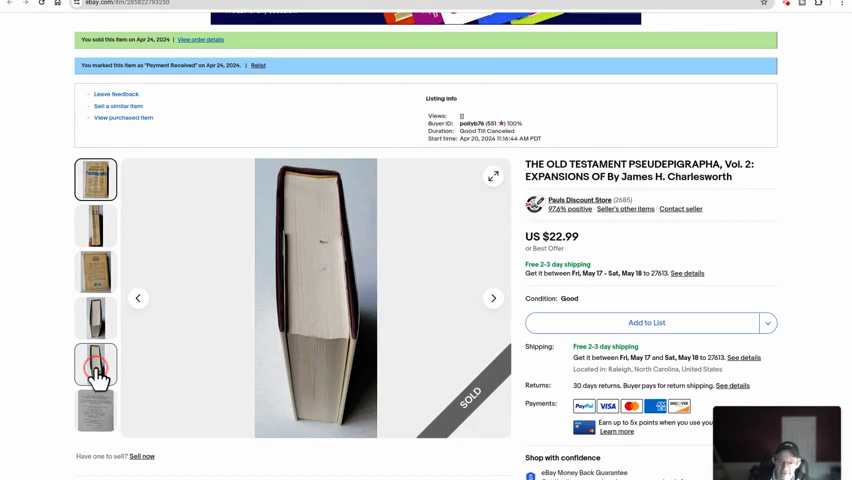 ebay.com/itm/285822783250
You sold this item on Apr 24, 2024 | View order details
You marked this item as "Payment Received" on Apr 24, 2024. | Relist
Leave feedback
Sell a similar item
View purchased item
Listing info
Views:
Buyer ID: pollyb76 (551 ) 100%
Duration: Good Till Canceled
Start time: Apr 20, 2024 11:16:44 AM PDT
THE OLD TESTAMENT PSEUDEPIGRAPHA, Vol. 2:
EXPANSIONS OF By James H. Charlesworth
Pauls Discount Store (2685)
97.6% positive · Seller's other items · Contact seller
US $22.99
or Best Offer
Free 2-3 day shipping
Get it between Fri, May 17 - Sat, May 18 to 27613. See details
Condition: Good
Add to List
Shipping: Free 2-3 day shipping
Get it between Fri, May 17 and Sat, May 18 to 27613. See details
Located in: Raleigh, North Carolina, United States
Returns: 30 days returns. Buyer pays for return shipping. See details
Payments: PayPal VISA DISCOVER
Earn up to 5x points when you use you
Learn more
Shop with confidence
eBay Money Back Guarantee
SOLD
Have one to sell? Sell now